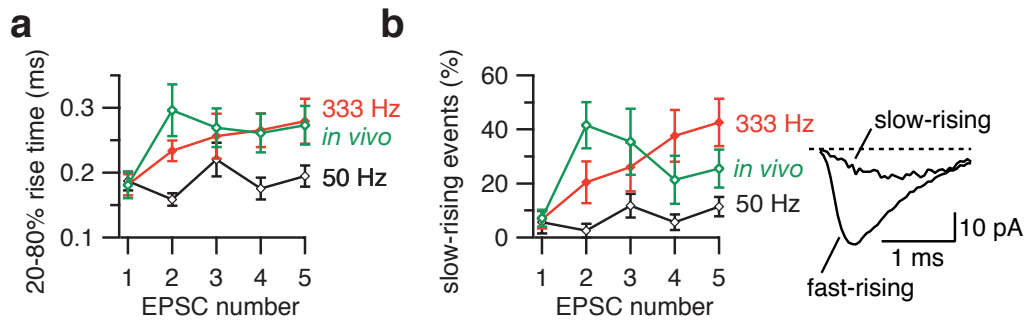 a
20-80% rise time (ms)
0.3
0.2
0.1
1 2 3 4 5
EPSC number
333 Hz
in vivo
50 Hz
b
slow-rising events (%)
60
40
20
0
1 2 3 4 5
EPSC number
333 Hz
in vivo
50 Hz
slow-rising
10 pA
1 ms
fast-rising